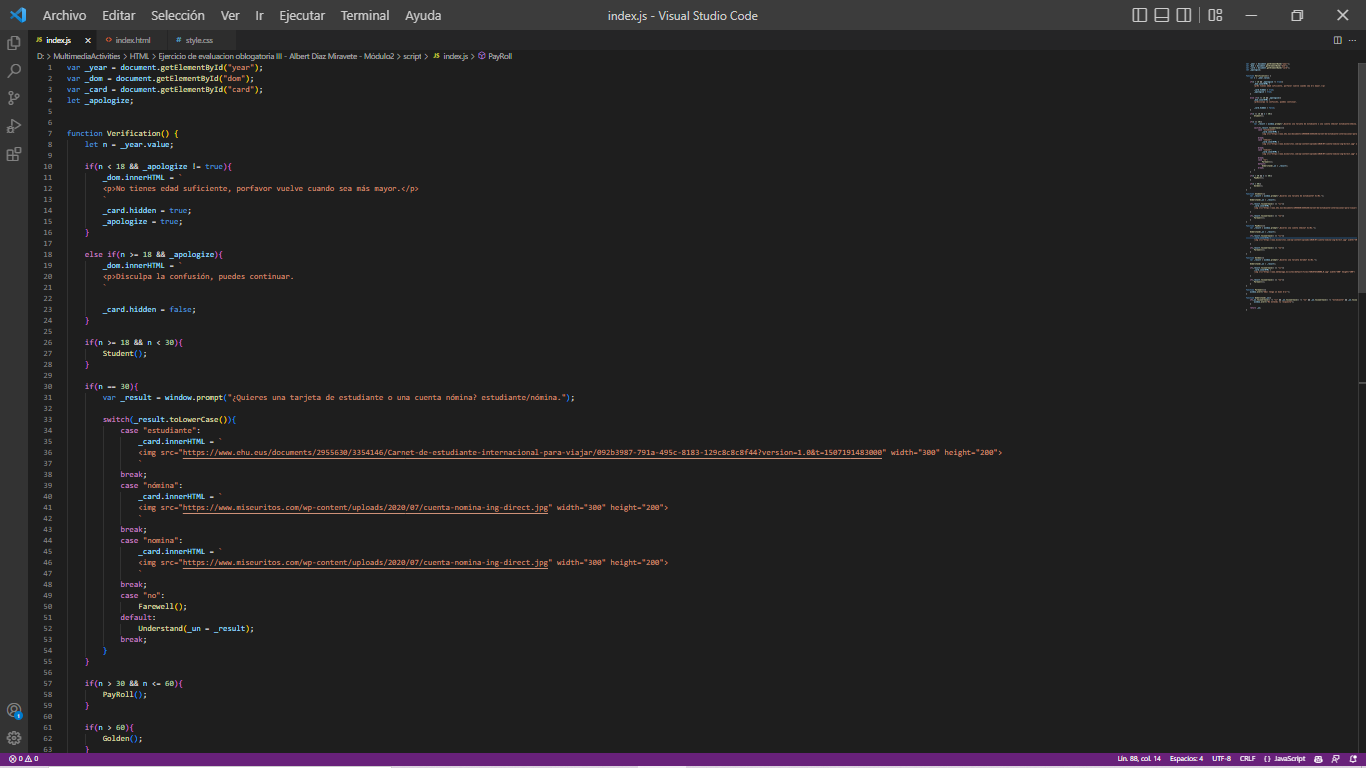 Archivo Editar Selección Ver Ir Ejecutar Terminal Ayuda
index.js - Visual Studio Code
JS index.js
<> index.html
# style.css
D: > MultimediaActivities > HTML > Ejercicio de evaluacion oblogatoria III - Albert Diaz Miravete - Módulo2 > script > JS index.js > PayRoll
1 var _year = document.getElementById("year");
2 var _dom = document.getElementById("dom");
3 var _card = document.getElementById("card");
4 let _apologize;
5
6
7 function Verification() {
8 let n = _year.value;
9
10 if(n < 18 && _apologize != true){
11 _dom.innerHTML = `
12 <p>No tienes edad suficiente, porfavor vuelve cuando sea más mayor.</p>
13 `
14 _card.hidden = true;
15 _apologize = true;
16 }
17
18 else if(n >= 18 && _apologize){
19 _dom.innerHTML = `
20 <p>Disculpa la confusión, puedes continuar.
21 `
22
23 _card.hidden = false;
24 }
25
26 if(n >= 18 && n < 30){
27 Student();
28 }
29
30 if(n == 30){
31 var _result = window.prompt("¿Quieres una tarjeta de estudiante o una cuenta nómina? estudiante/nómina.");
32
33 switch(_result.toLowerCase()){
34 case "estudiante":
35 _card.innerHTML = `
36 <img src="https://www.ehu.eus/documents/2955630/3354146/Carnet-de-estudiante-internacional-para-viajar/092b3987-791a-495c-8183-129c8c8c8f44?version=1.0&t=1507191483000" width="300" height="200">
37 `
38 break;
39 case "nómina":
40 _card.innerHTML = `
41 <img src="https://www.miseuritos.com/wp-content/uploads/2020/07/cuenta-nomina-ing-direct.jpg" width="300" height="200">
42 `
43 break;
44 case "nomina":
45 _card.innerHTML = `
46 <img src="https://www.miseuritos.com/wp-content/uploads/2020/07/cuenta-nomina-ing-direct.jpg" width="300" height="200">
47 `
48 break;
49 case "no":
50 Farewell();
51 default:
52 Understand(_un = _result);
53 break;
54 }
55 }
56
57 if(n > 30 && n <= 60){
58 PayRoll();
59 }
60
61 if(n > 60){
62 Golden();
63 }
1
0 0 Lín. 88, col. 14 Espacios: 4 UTF-8 CRLF {} JavaScript